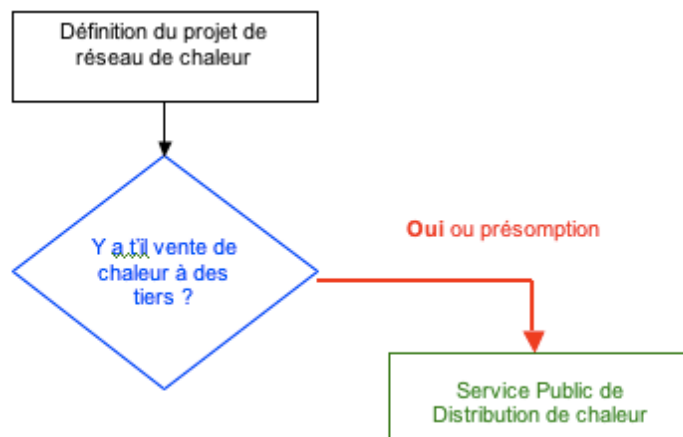 Définition du projet de
réseau de chaleur
Y a t'il vente de
chaleur à des
tiers ?
Oui ou présomption
Service Public de
Distribution de chaleur